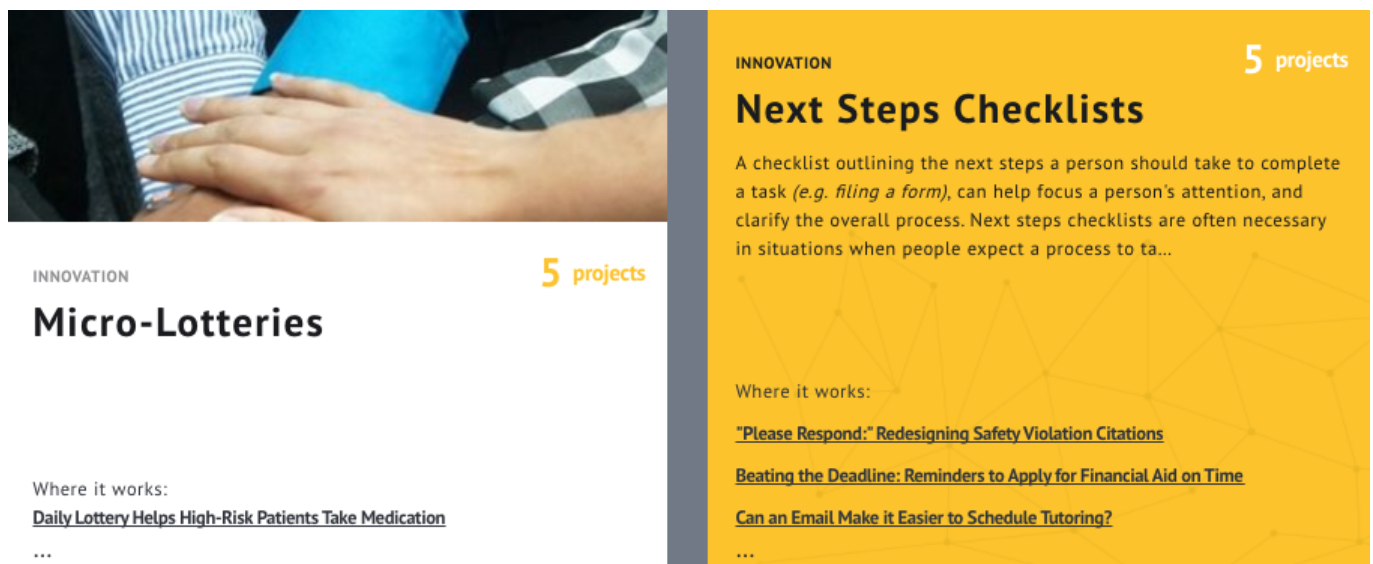 INNOVATION
5 projects
Micro-Lotteries
Where it works:
Daily Lottery Helps High-Risk Patients Take Medication
...
INNOVATION
5 projects
Next Steps Checklists
A checklist outlining the next steps a person should take to complete
a task (e.g. filing a form), can help focus a person's attention, and
clarify the overall process. Next steps checklists are often necessary
in situations when people expect a process to ta...
Where it works:
"Please Respond:" Redesigning Safety Violation Citations
Beating the Deadline: Reminders to Apply for Financial Aid on Time
Can an Email Make it Easier to Schedule Tutoring?
...